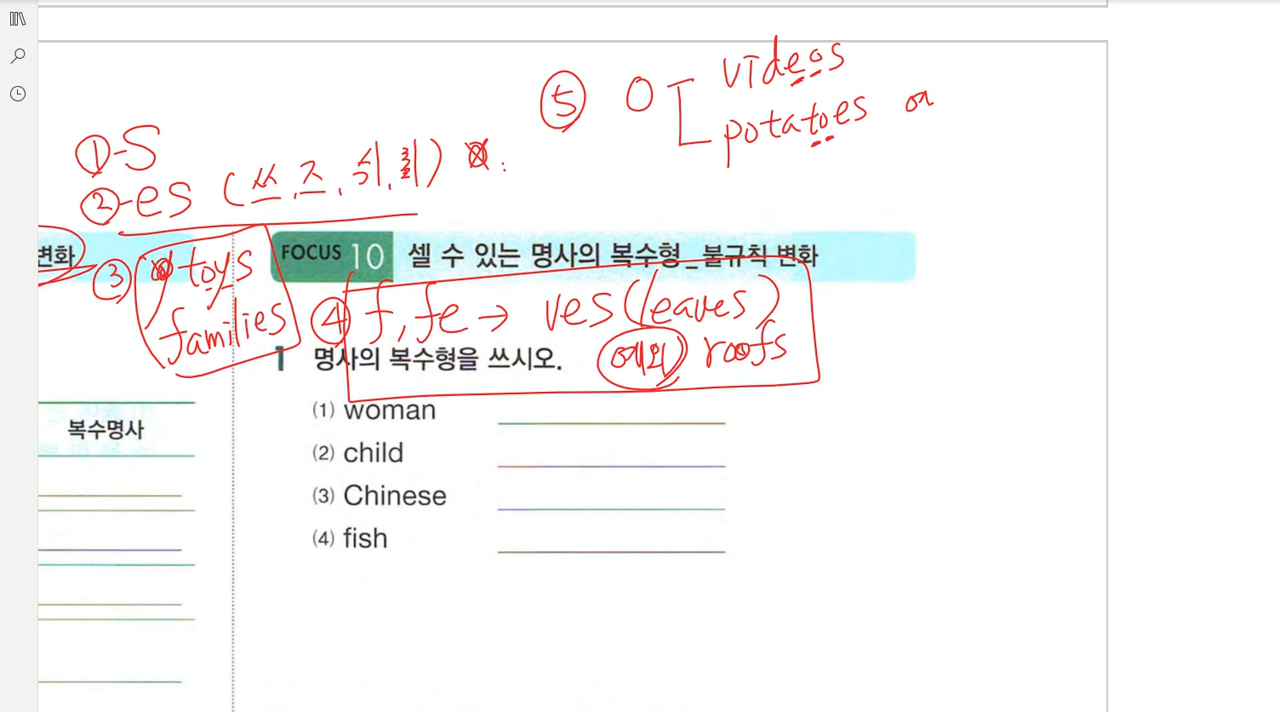 ⑤ O videos
potatoes
①-S
②-es (쓰, 즈, 쉬, 취)
변화
③ toys
families
FOCUS 10 셀 수 있는 명사의 복수형_불규칙 변화
④ f, fe → ves (leaves)
예외 roofs
1 명사의 복수형을 쓰시오.
(1) woman
(2) child
(3) Chinese
(4) fish
복수명사